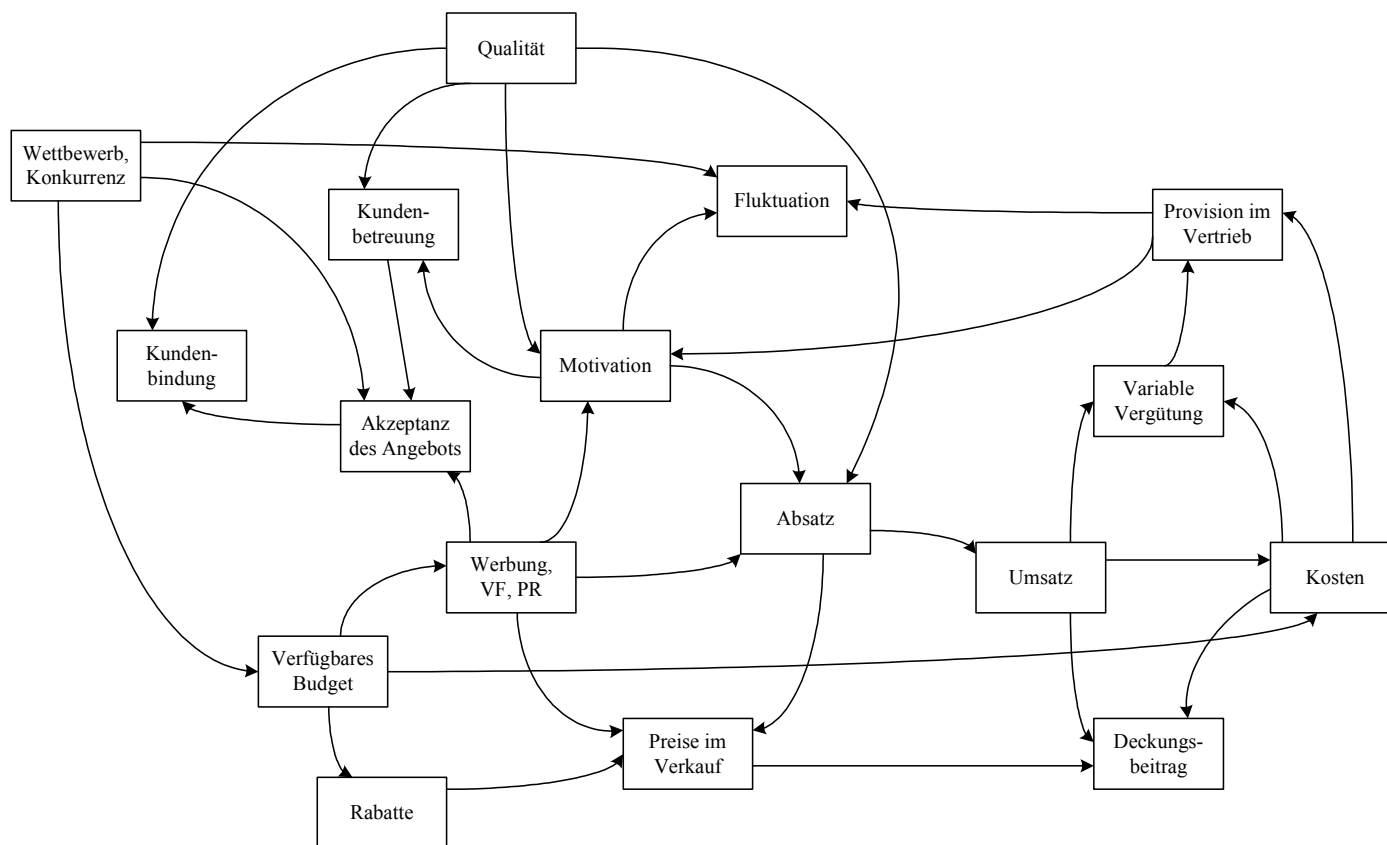 Qualität
Wettbewerb,
Konkurrenz
Kunden-
betreuung
Fluktuation
Provision im
Vertrieb
Kunden-
bindung
Motivation
Variable
Vergütung
Akzeptanz
des Angebots
Absatz
Werbung,
VF, PR
Umsatz
Kosten
Verfügbares
Budget
Preise im
Verkauf
Deckungs-
beitrag
Rabatte